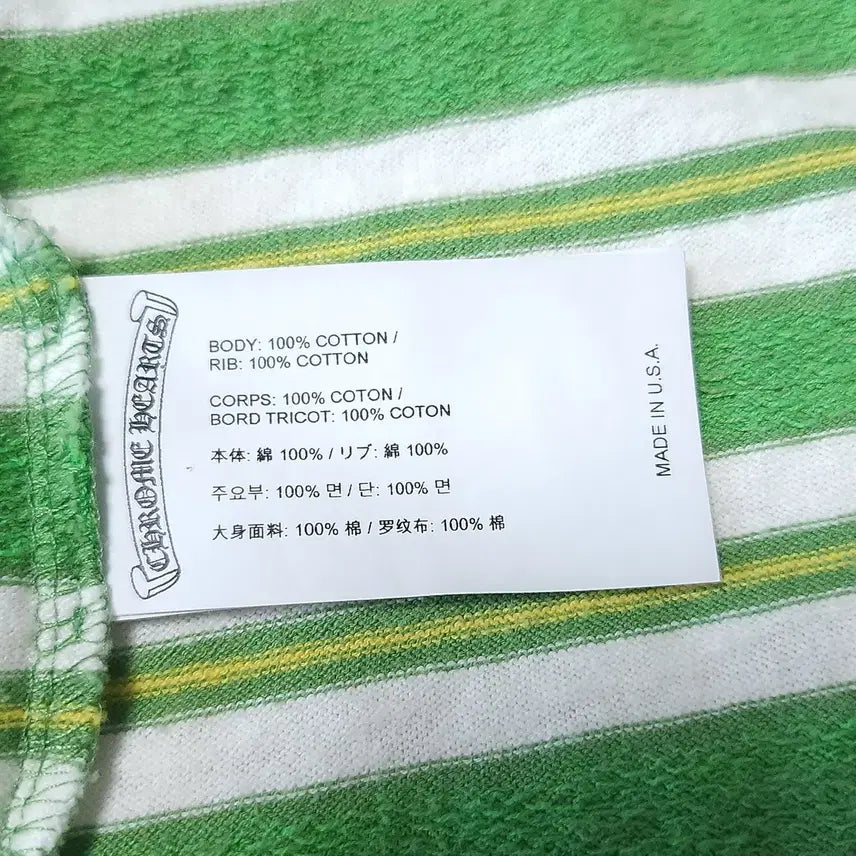 CHROME HEARTS
BODY: 100% COTTON /
RIB: 100% COTTON
CORPS: 100% COTON /
BORD TRICOT: 100% COTON
本体: 綿 100% / リブ: 綿 100%
주요부: 100% 면 / 단: 100% 면
大身面料: 100% 棉 / 罗纹布: 100% 棉
MADE IN U.S.A.